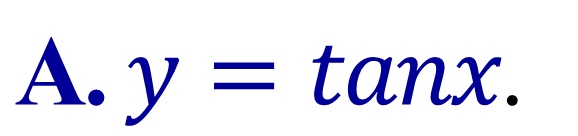 A. y = tanx.